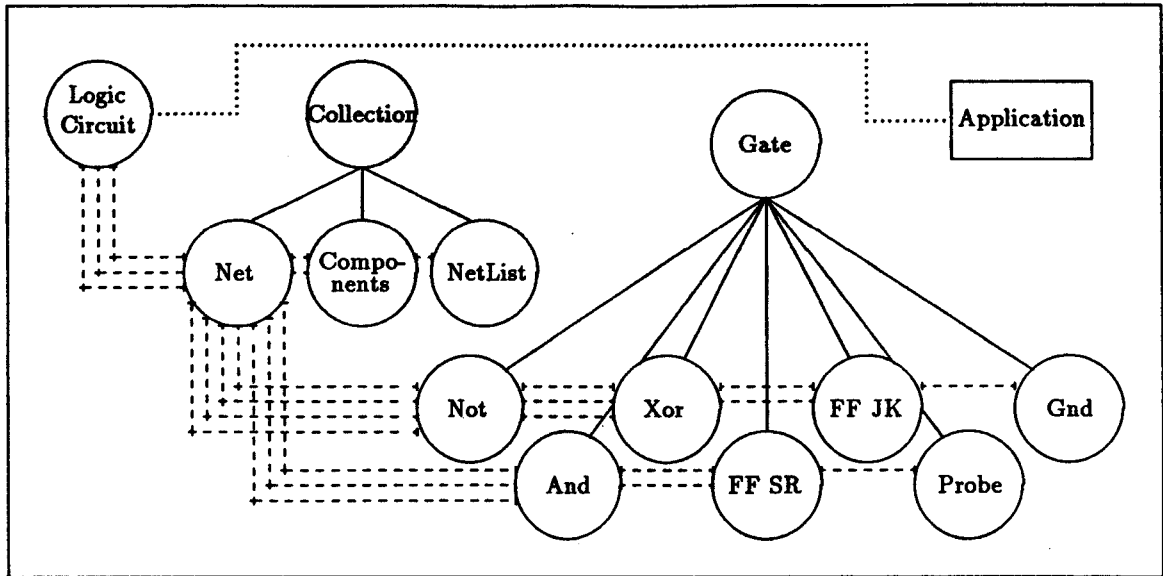 Logic
Circuit
Collection
Gate
Application
Net
Compo-
nents
NetList
Not
Xor
FF JK
Gnd
And
FF SR
Probe